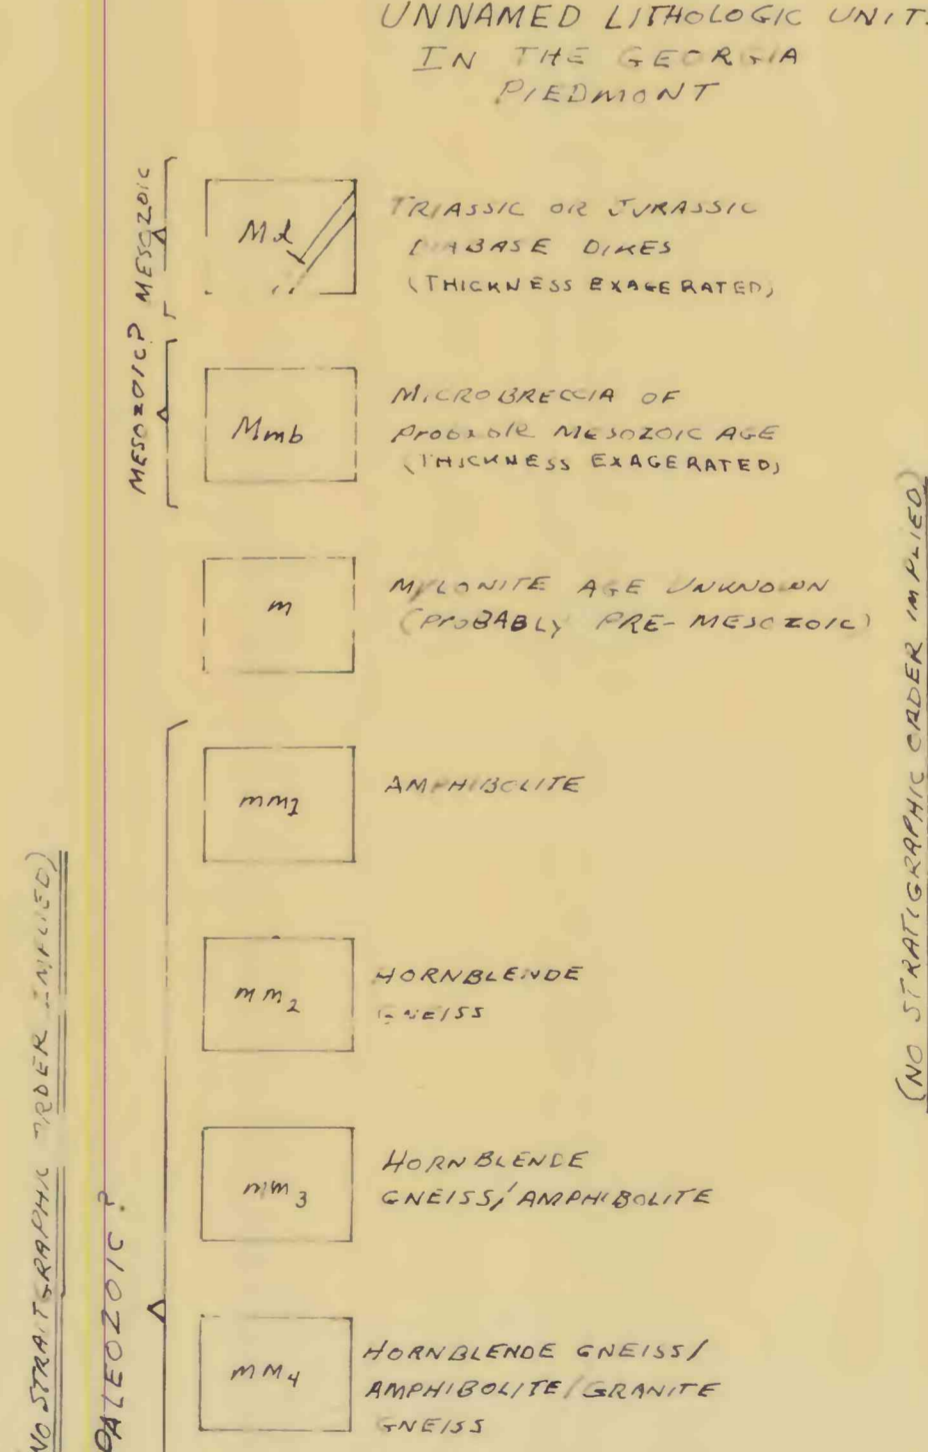 UNNAMED LITHOLOGIC UNIT
IN THE GEORGIA
PIEDMONT
MESOZOIC
Md
TRIASSIC OR JURASSIC
DIABASE DIKES
(THICKNESS EXAGERATED)
MESOZOIC?
Mmb
MICROBRECCIA OF
ProbablE MESOZOIC AGE
(THICKNESS EXAGERATED)
m
MYLONITE AGE UNKNOWN
(ProBABLY PRE-MESOZOIC)
mm1
AMPHIBOLITE
mm2
HORNBLENDE
GNEISS
mm3
HORNBLENDE
GNEISS/AMPHIBOLITE
mm4
HORNBLENDE GNEISS/
AMPHIBOLITE/GRANITE
GNEISS
PALEOZOIC?
NO STRAITGRAPHIC ORDER IMPLIED)
(NO STRATIGRAPHIC ORDER IMPLIED)